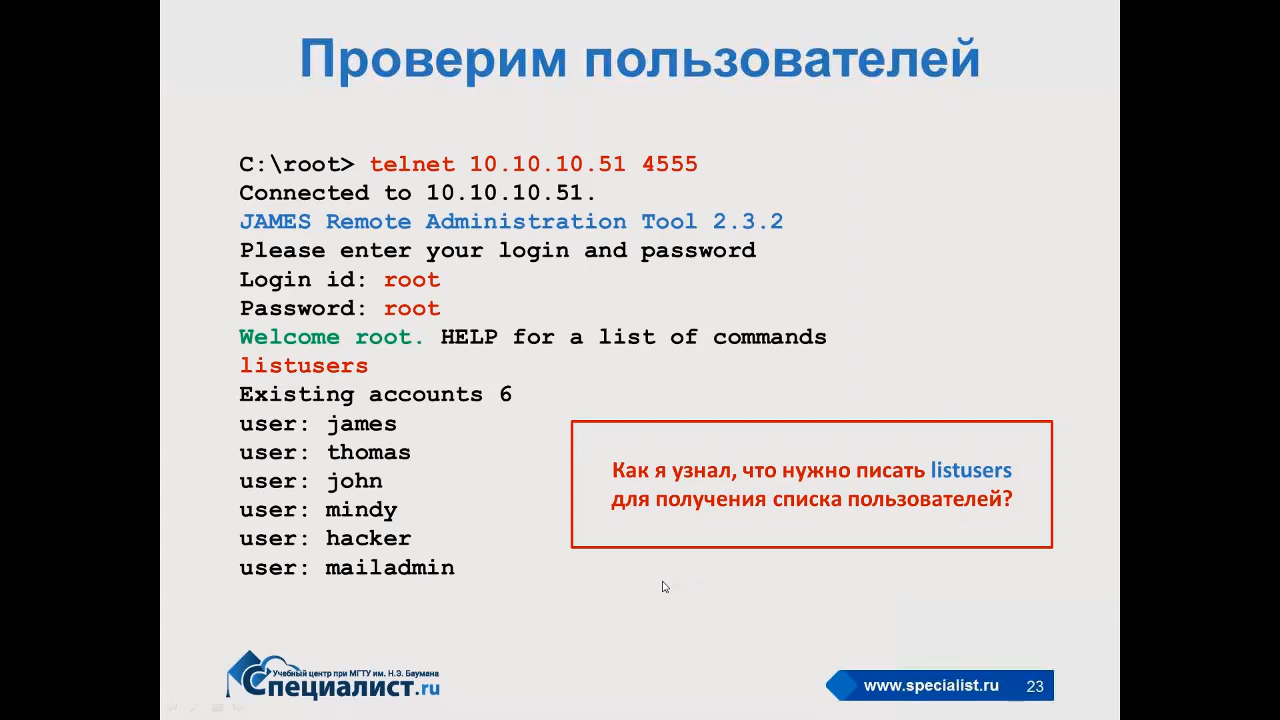 Проверим пользователей
C:\root> telnet 10.10.10.51 4555
Connected to 10.10.10.51.
JAMES Remote Administration Tool 2.3.2
Please enter your login and password
Login id: root
Password: root
Welcome root. HELP for a list of commands
listusers
Existing accounts 6
user: james
user: thomas
user: john
user: mindy
user: hacker
user: mailadmin
Как я узнал, что нужно писать listusers
для получения списка пользователей?
Учебный центр при МГТУ им. Н.Э. Баумана
Специалист.ru
www.specialist.ru 23